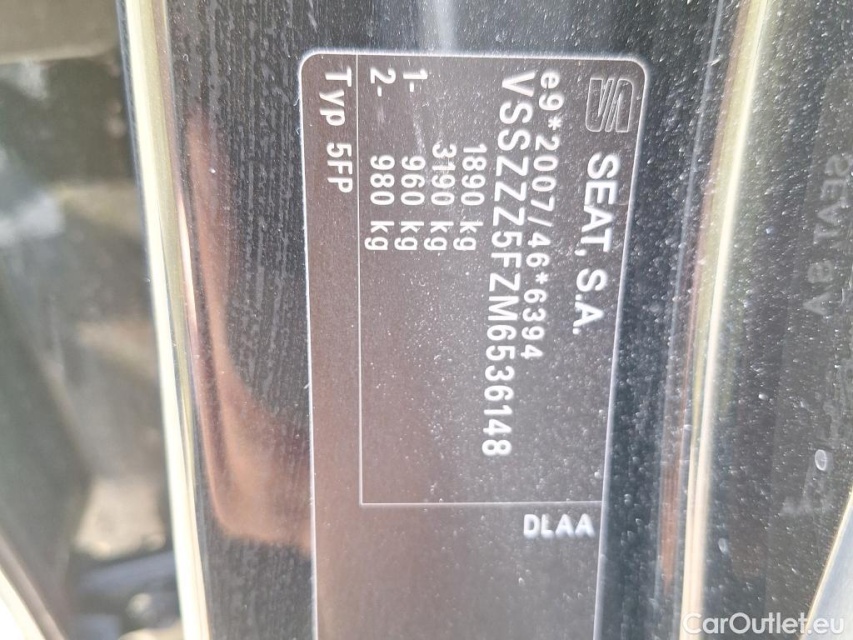 SEAT, S.A.
e9*2007/46*6394
VSSZZZ5FZM6536148
1890 kg
3190 kg
1- 960 kg
2- 980 kg
Typ 5FP
DLAA
SEAT, S.A.
CarOutlet.eu